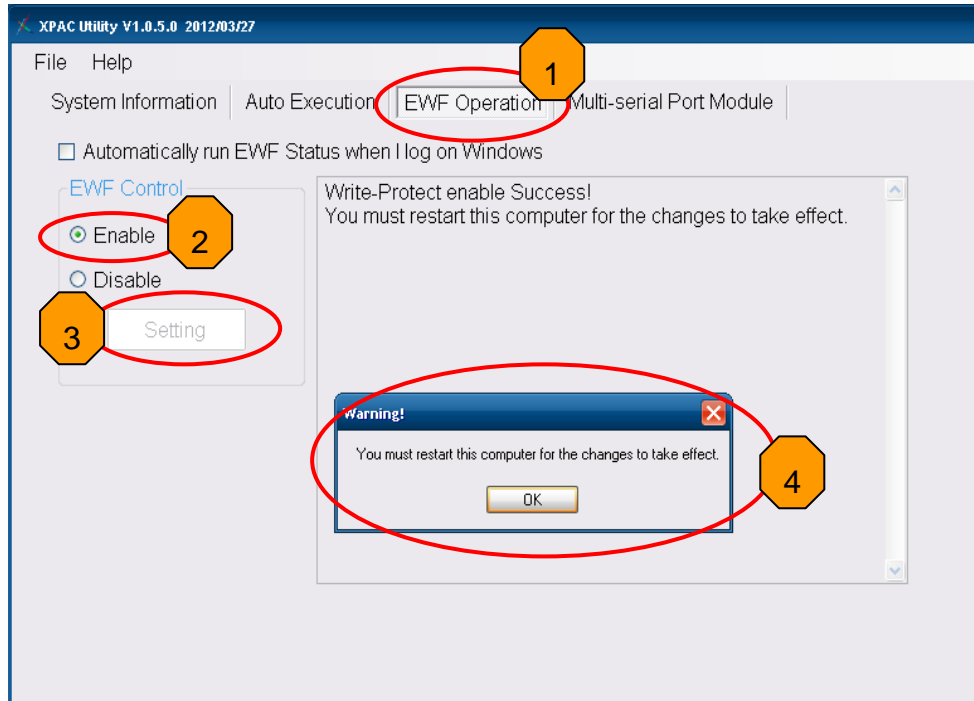 XPAC Utility V1.0.5.0 2012/03/27
File Help
1
System Information Auto Execution EWF Operation Multi-serial Port Module
Automatically run EWF Status when I log on Windows
EWF Control
Write-Protect enable Success!
You must restart this computer for the changes to take effect.
Enable
2
Disable
3
Setting
Warning!
You must restart this computer for the changes to take effect.
OK
4